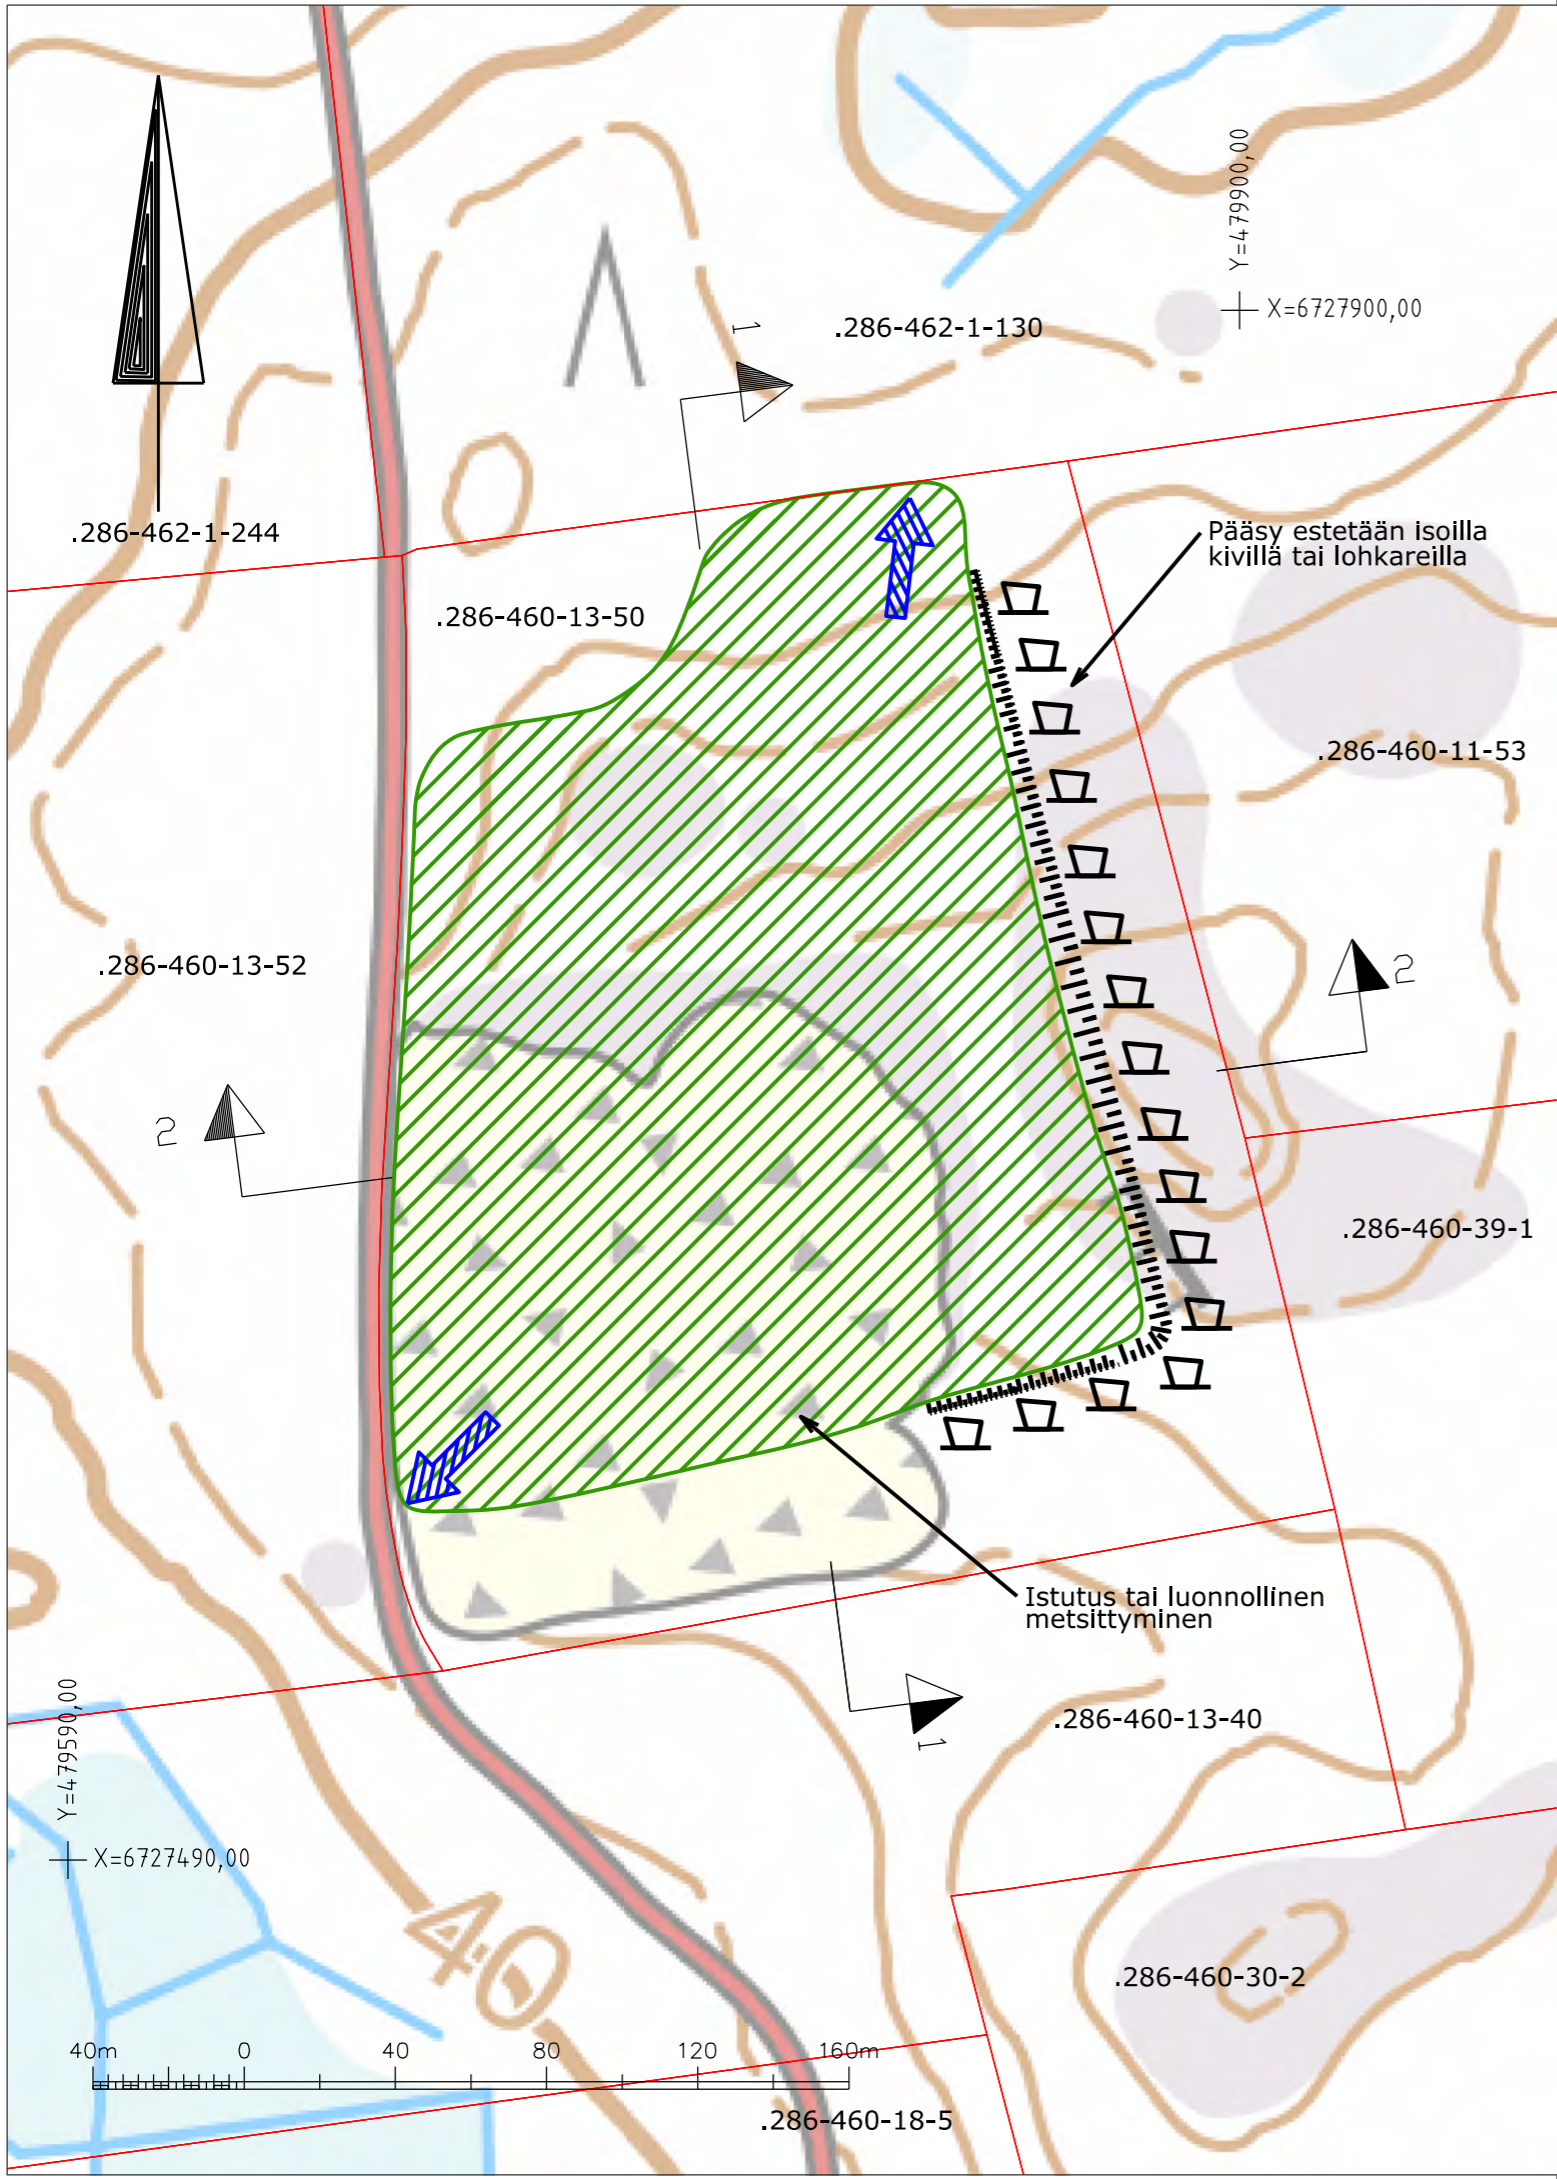 Y=479900,00
X=6727900,00
1
.286-462-1-130
.286-462-1-244
Pääsy estetään isoilla
kivillä tai lohkareilla
.286-460-13-50
.286-460-11-53
.286-460-13-52
2
2
.286-460-39-1
Istutus tai luonnollinen
metsittyminen
Y=479590,00
.286-460-13-40
1
X=6727490,00
40
.286-460-30-2
40m 0 40 80 120 160m
.286-460-18-5